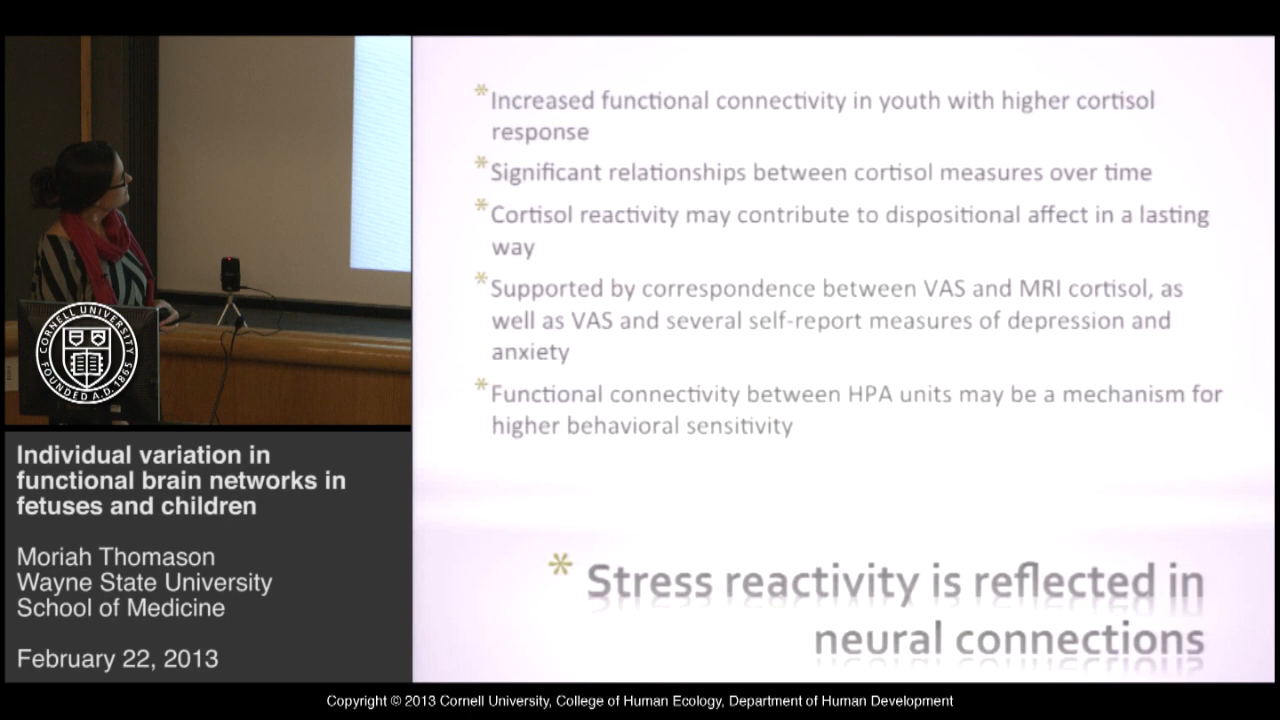 * Increased functional connectivity in youth with higher cortisol
response
* Significant relationships between cortisol measures over time
* Cortisol reactivity may contribute to dispositional affect in a lasting
way
* Supported by correspondence between VAS and MRI cortisol, as
well as VAS and several self-report measures of depression and
anxiety
* Functional connectivity between HPA units may be a mechanism for
higher behavioral sensitivity
* Stress reactivity is reflected in
neural connections
CORNELL UNIVERSITY
FOUNDED A.D. 1865
Individual variation in
functional brain networks in
fetuses and children
Moriah Thomason
Wayne State University
School of Medicine
February 22, 2013
Copyright © 2013 Cornell University, College of Human Ecology, Department of Human Development